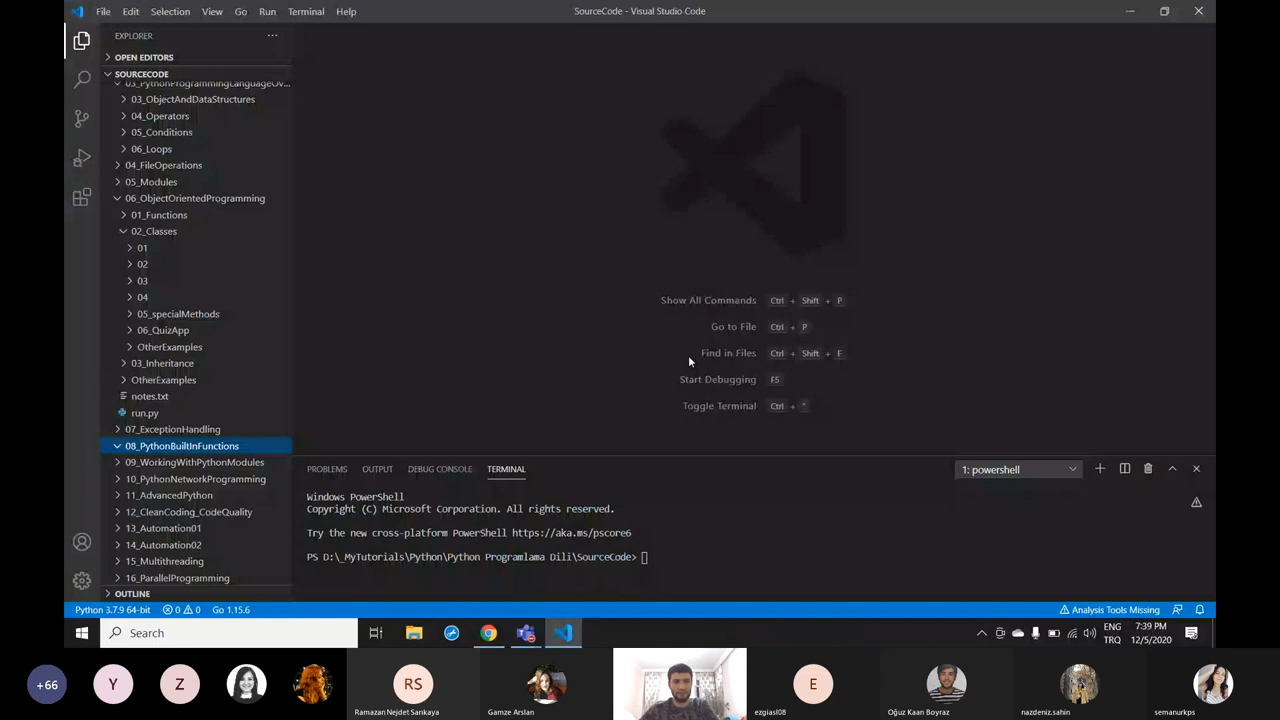 File Edit Selection View Go Run Terminal Help
SourceCode - Visual Studio Code
EXPLORER
OPEN EDITORS
SOURCECODE
03_PythonProgrammingLanguageOv...
03_ObjectAndDataStructures
04_Operators
05_Conditions
06_Loops
04_FileOperations
05_Modules
06_ObjectOrientedProgramming
01_Functions
02_Classes
01
02
03
04
05_specialMethods
06_QuizApp
OtherExamples
03_Inheritance
OtherExamples
notes.txt
run.py
07_ExceptionHandling
08_PythonBuiltInFunctions
09_WorkingWithPythonModules
10_PythonNetworkProgramming
11_AdvancedPython
12_CleanCoding_CodeQuality
13_Automation01
14_Automation02
15_Multithreading
16_ParallelProgramming
OUTLINE
Show All Commands Ctrl + Shift + P
Go to File Ctrl + P
Find in Files Ctrl + Shift + F
Start Debugging F5
Toggle Terminal Ctrl + "
PROBLEMS OUTPUT DEBUG CONSOLE TERMINAL
1: powershell
Windows PowerShell
Copyright (C) Microsoft Corporation. All rights reserved.
Try the new cross-platform PowerShell https://aka.ms/pscore6
PS D:\_MyTutorials\Python\Python Programlama Dili\SourceCode>
Python 3.7.9 64-bit 0 0 Go 1.15.6
Analysis Tools Missing
Search
ENG
TRQ
7:39 PM
12/5/2020
+66 Y Z RS E
Ramazan Nejdet Sarıkaya
Gamze Arslan
ezgiasl08
Oğuz Kaan Boyraz
nazdeniz.sahin
semanurkps